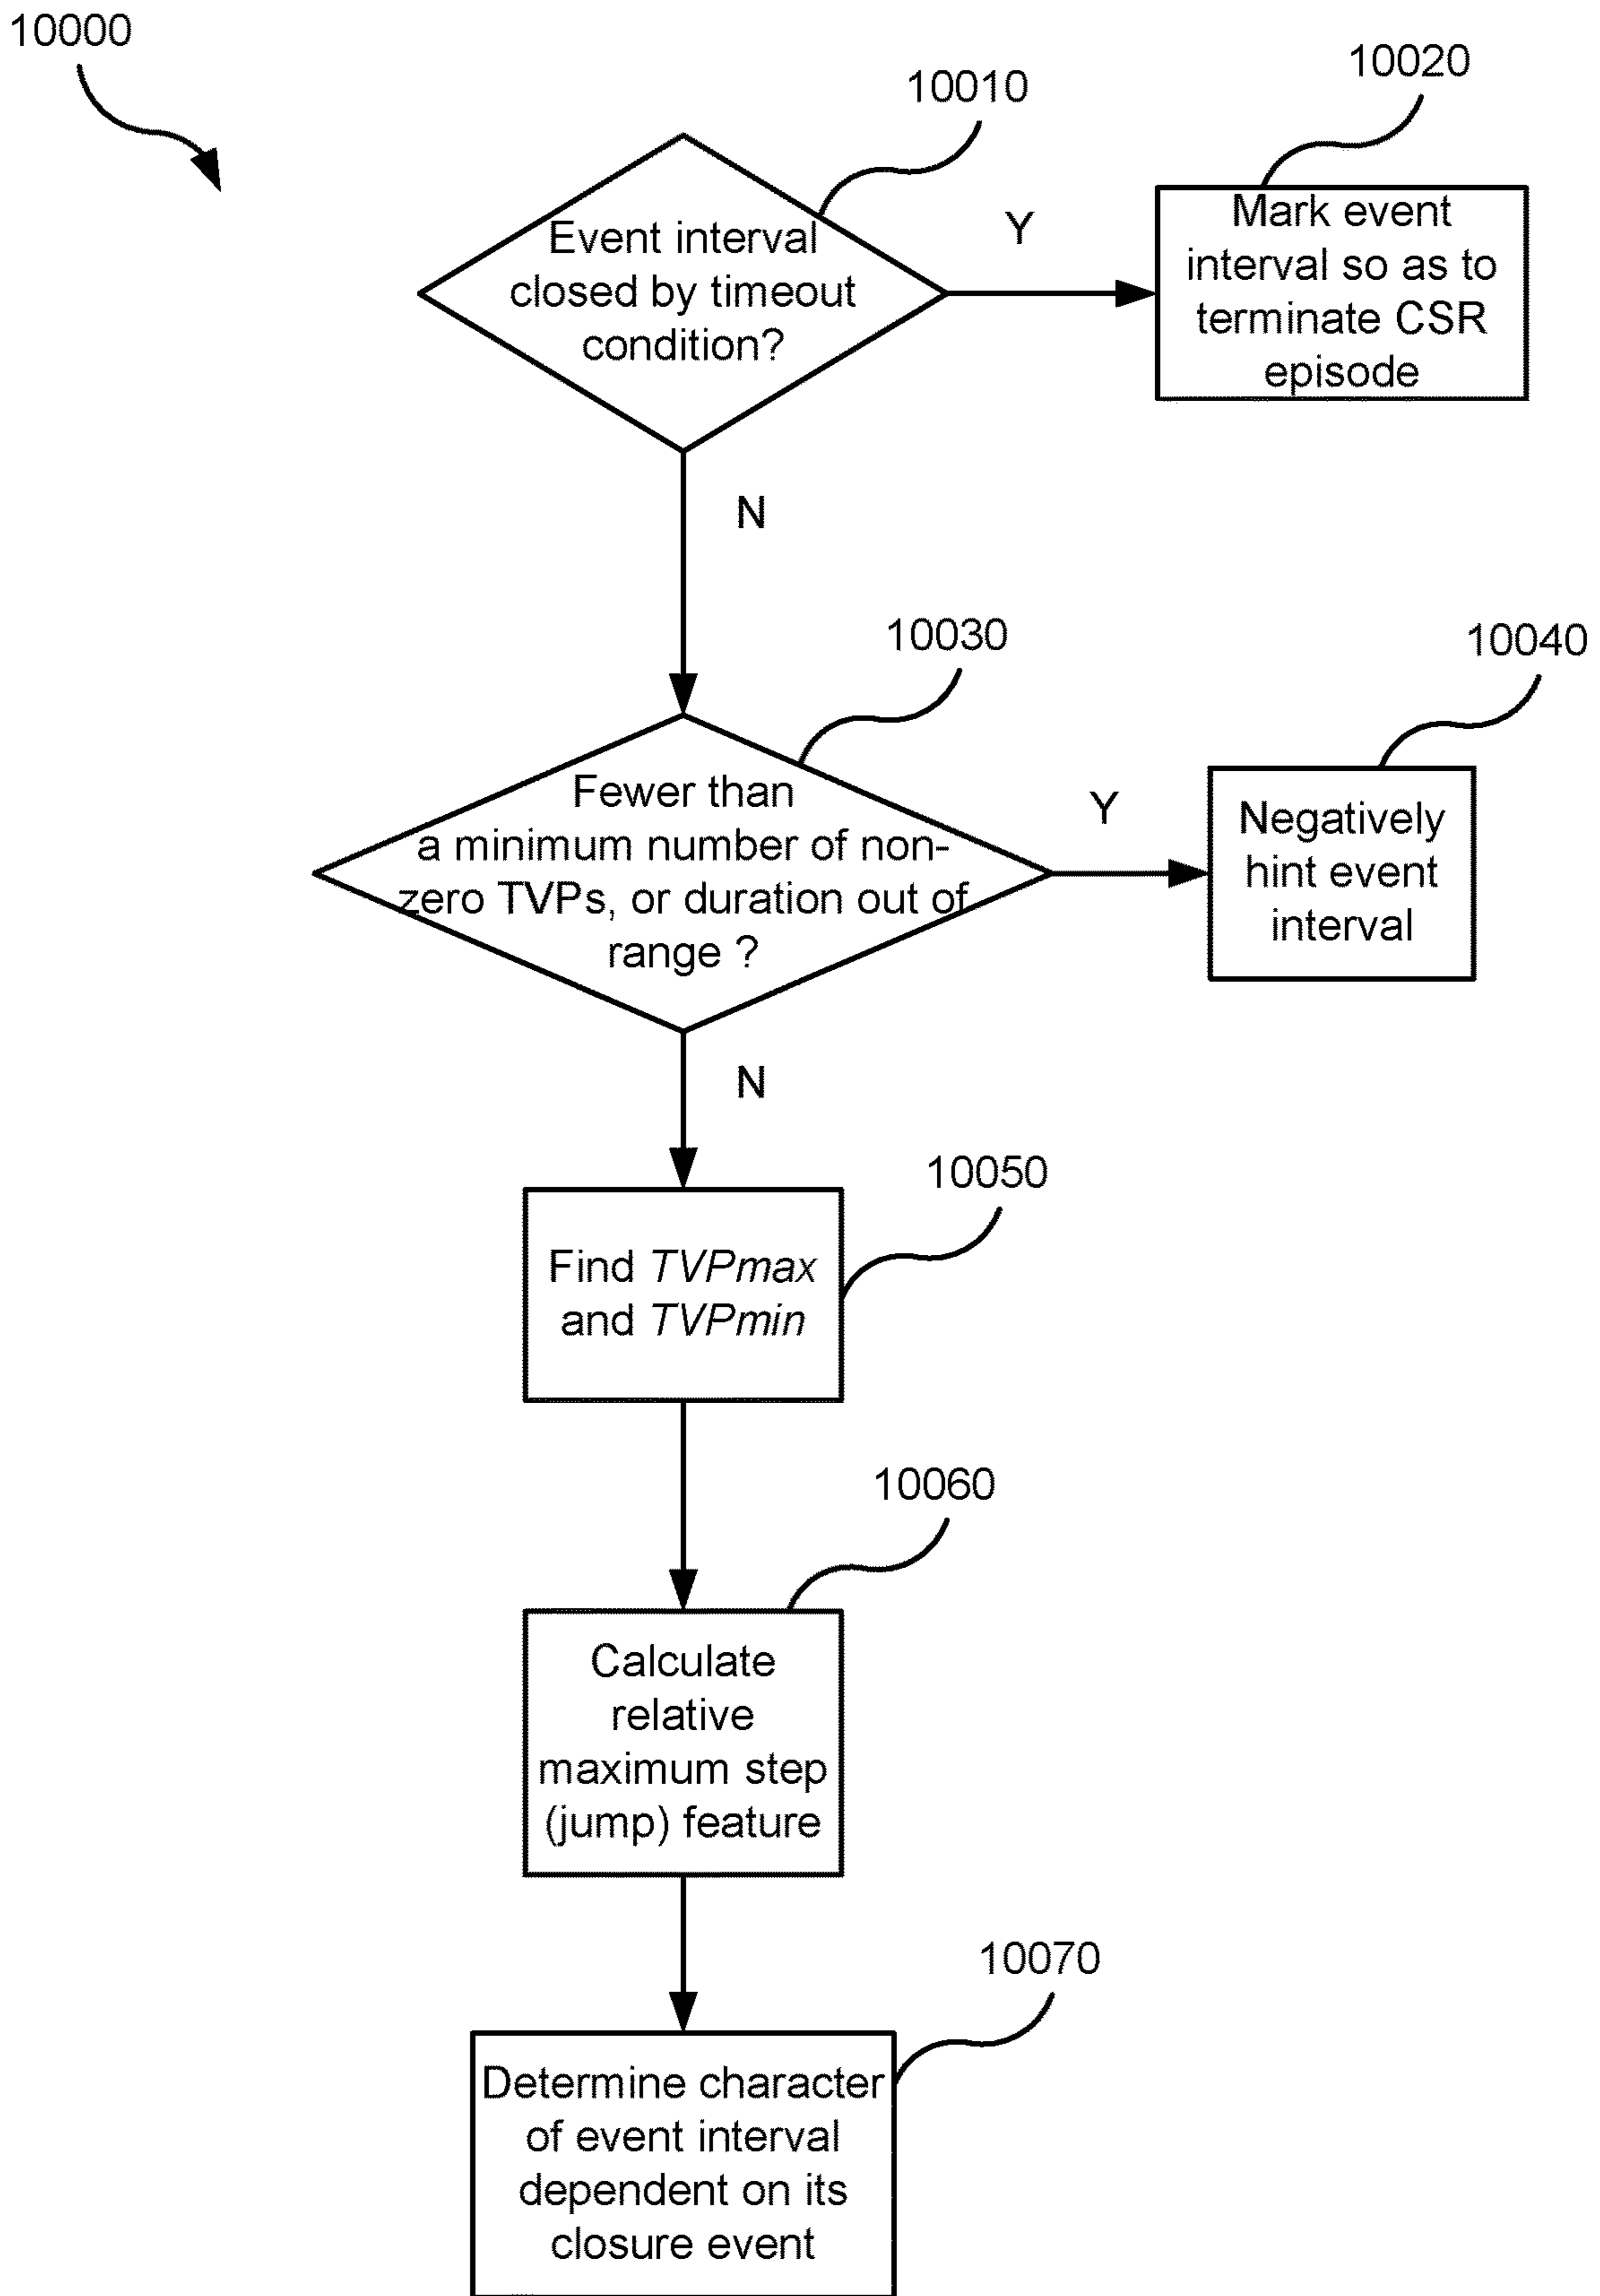 10000
10010
10020
Event interval
closed by timeout
condition?
Y
Mark event
interval so as to
terminate CSR
episode
N
10030
10040
Fewer than
a minimum number of non-
zero TVPs, or duration out of
range ?
Y
Negatively
hint event
interval
N
10050
Find TVPmax
and TVPmin
10060
Calculate
relative
maximum step
(jump) feature
10070
Determine character
of event interval
dependent on its
closure event